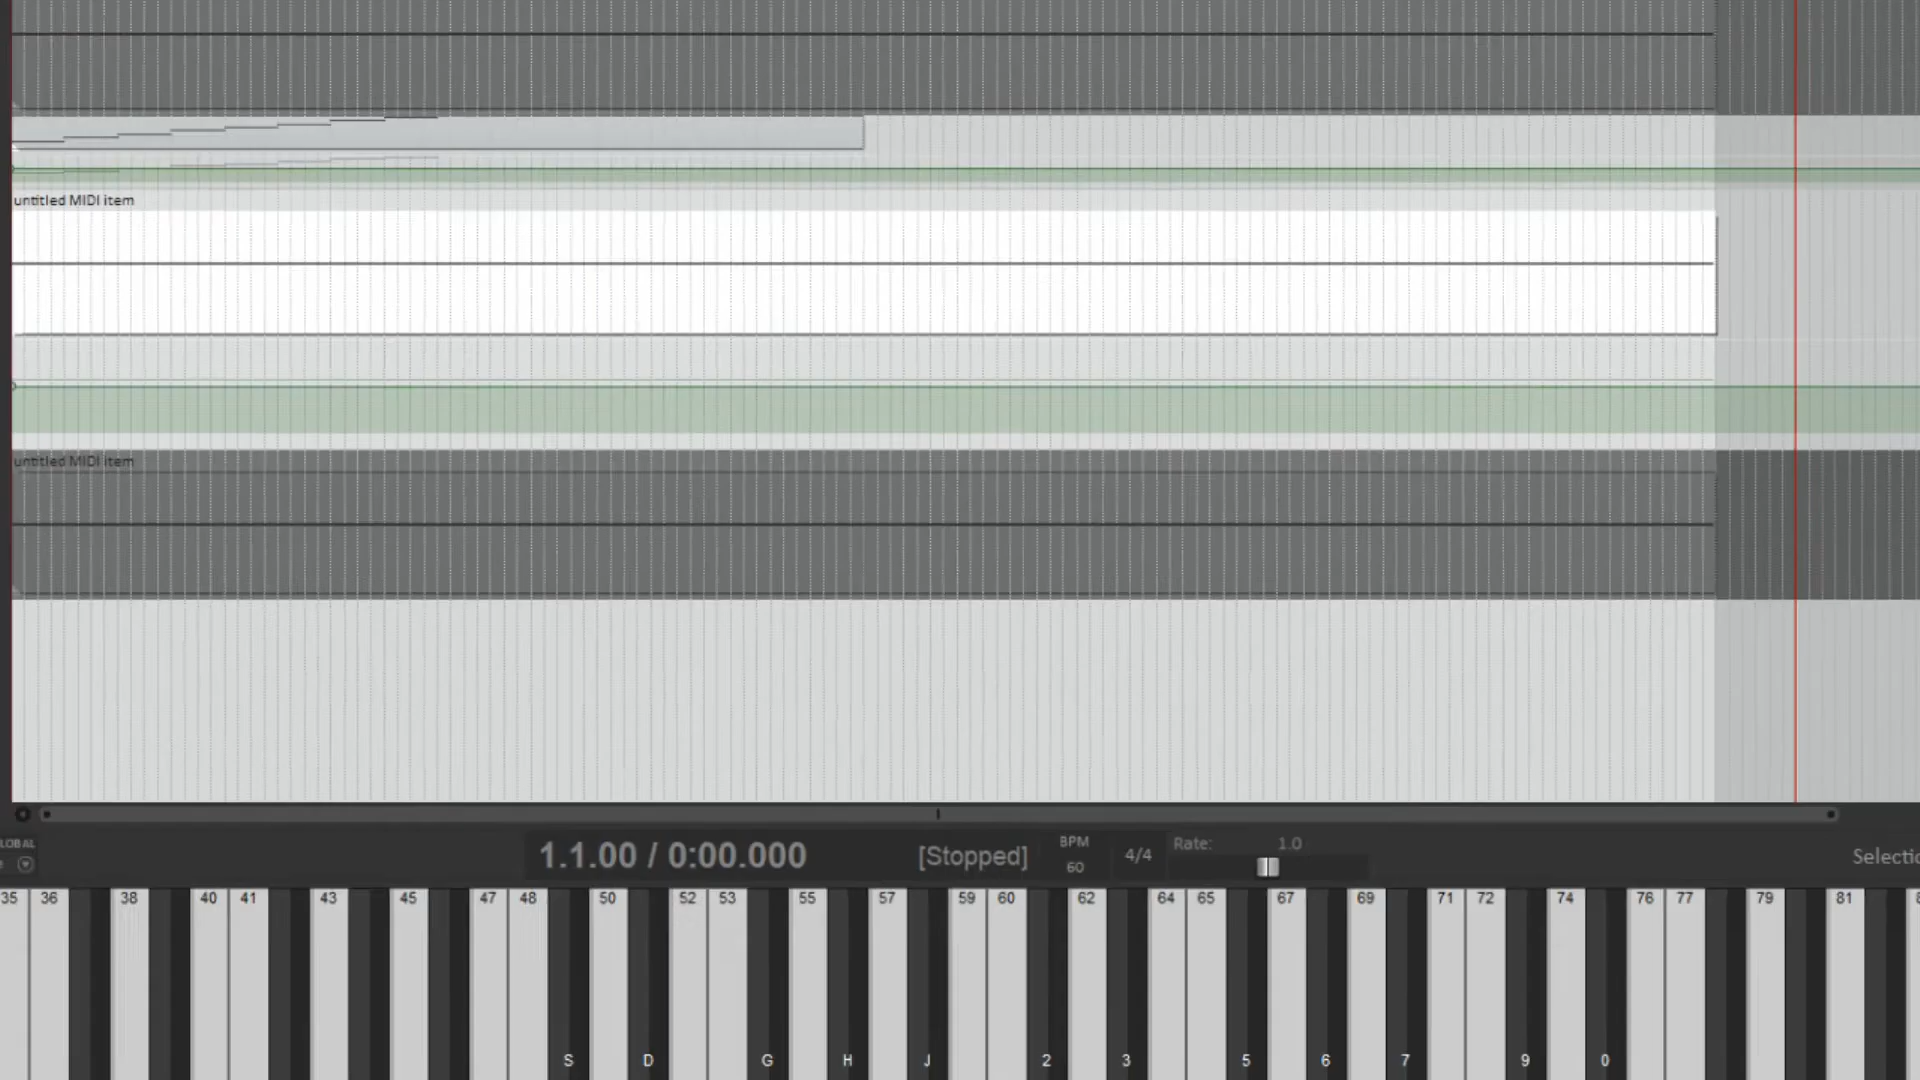 untitled MIDI item
untitled MIDI item
LOBAL
1.1.00 / 0:00.000
[Stopped]
BPM
60
4/4
Rate:
1.0
Selectio
35 36 38 40 41 43 45 47 48 50 52 53 55 57 59 60 62 64 65 67 69 71 72 74 76 77 79 81
S D G H J 2 3 5 6 7 9 0